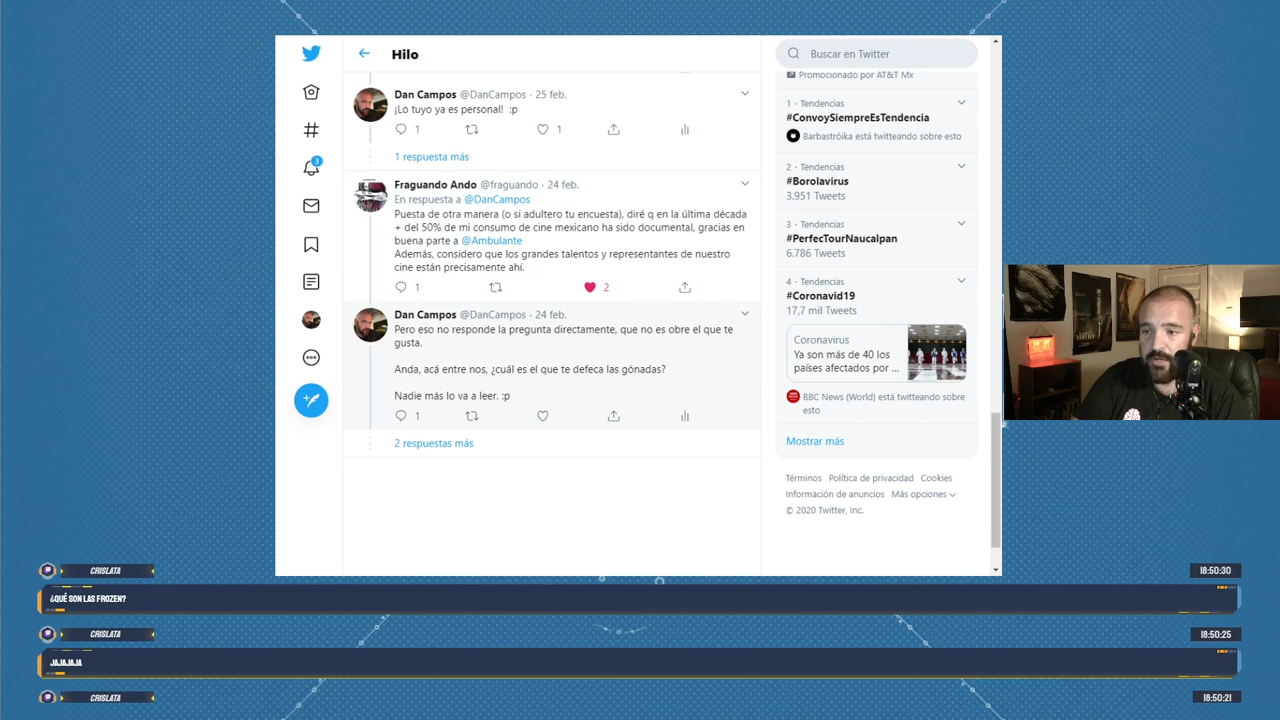 Hilo
Dan Campos @DanCampos · 25 feb.
¡Lo tuyo ya es personal! :p
1
1
1 respuesta más
Fraguando Ando @fraguando · 24 feb.
En respuesta a @DanCampos
Puesta de otra manera (o si adultero tu encuesta), diré q en la última década
+ del 50% de mi consumo de cine mexicano ha sido documental, gracias en
buena parte a @Ambulante
Además, considero que los grandes talentos y representantes de nuestro
cine están precisamente ahí.
1
2
Dan Campos @DanCampos · 24 feb.
Pero eso no responde la pregunta directamente, que no es obre el que te
gusta.
Anda, acá entre nos, ¿cuál es el que te defeca las gónadas?
Nadie más lo va a leer. :p
1
2 respuestas más
3
Buscar en Twitter
Promocionado por AT&T Mx
1 · Tendencias
#ConvoySiempreEsTendencia
Barbastróika está twitteando sobre esto
2 · Tendencias
#Borolavirus
3.951 Tweets
3 · Tendencias
#PerfecTourNaucalpan
6.786 Tweets
4 · Tendencias
#Coronavid19
17,7 mil Tweets
Coronavirus
Ya son más de 40 los
países afectados por ...
BBC News (World) está twitteando sobre
esto
Mostrar más
Términos Política de privacidad Cookies
Información de anuncios Más opciones
© 2020 Twitter, Inc.
CRISLATA 18:50:30
¿QUÉ SON LAS FROZEN?
CRISLATA 18:50:25
JAJAJAJA
CRISLATA 18:50:21